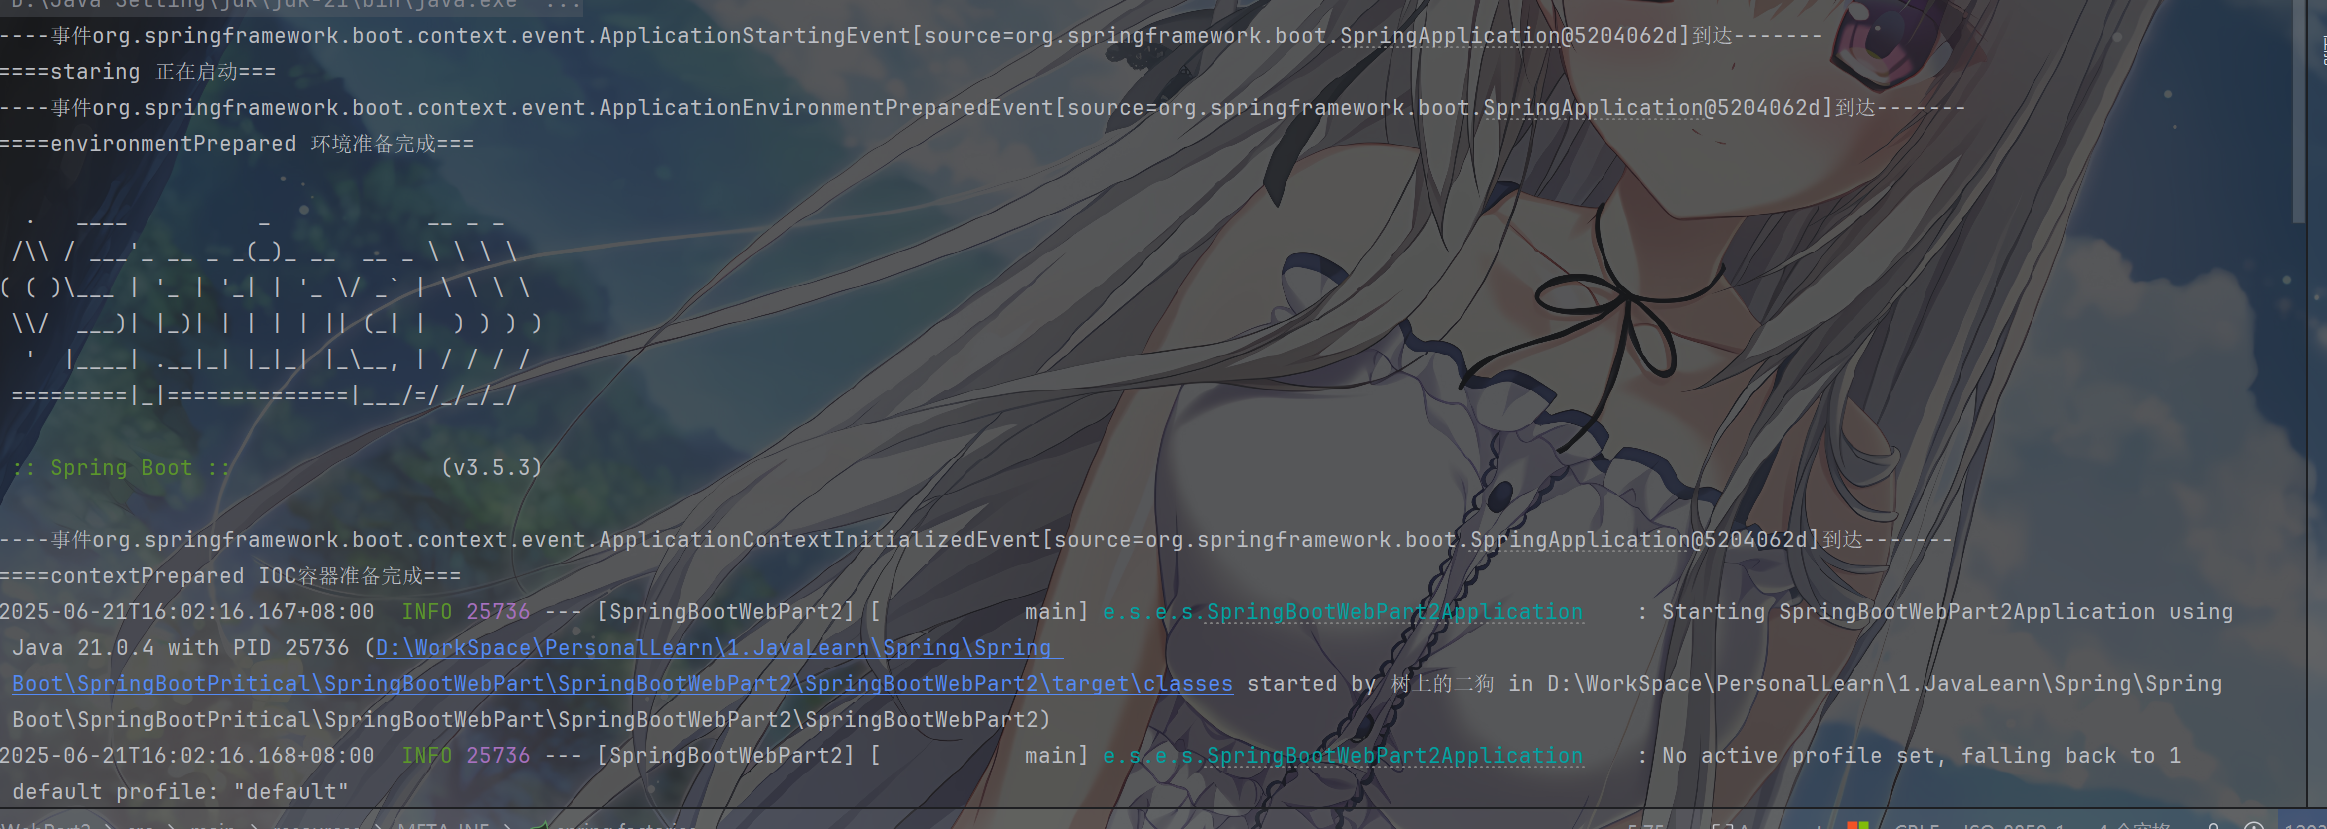 D:\Java Setting\jdk\jdk-21\bin\java.exe" ...
----事件org.springframework.boot.context.event.ApplicationStartingEvent[source=org.springframework.boot.SpringApplication@5204062d]到达-------
====staring 正在启动===
----事件org.springframework.boot.context.event.ApplicationEnvironmentPreparedEvent[source=org.springframework.boot.SpringApplication@5204062d]到达-------
====environmentPrepared 环境准备完成===
  .   ____          _            __ _ _
 /\\ / ___'_ __ _ _(_)_ __  __ _ \ \ \ \
( ( )\___ | '_ | '_| | '_ \/ _` | \ \ \ \
 \\/  ___)| |_)| | | | | || (_| |  ) ) ) )
  '  |____| .__|_| |_|_| |_\__, | / / / /
 =========|_|==============|___/=/_/_/_/
 :: Spring Boot ::                (v3.5.3)
----事件org.springframework.boot.context.event.ApplicationContextInitializedEvent[source=org.springframework.boot.SpringApplication@5204062d]到达-------
====contextPrepared IOC容器准备完成===
2025-06-21T16:02:16.167+08:00  INFO 25736 --- [SpringBootWebPart2] [           main] e.s.e.s.SpringBootWebPart2Application    : Starting SpringBootWebPart2Application using
Java 21.0.4 with PID 25736 (D:\WorkSpace\PersonalLearn\1.JavaLearn\Spring\Spring
Boot\SpringBootPritical\SpringBootWebPart\SpringBootWebPart2\SpringBootWebPart2\target\classes started by 树上的二狗 in D:\WorkSpace\PersonalLearn\1.JavaLearn\Spring\Spring
Boot\SpringBootPritical\SpringBootWebPart\SpringBootWebPart2\SpringBootWebPart2)
2025-06-21T16:02:16.168+08:00  INFO 25736 --- [SpringBootWebPart2] [           main] e.s.e.s.SpringBootWebPart2Application    : No active profile set, falling back to 1
default profile: "default"